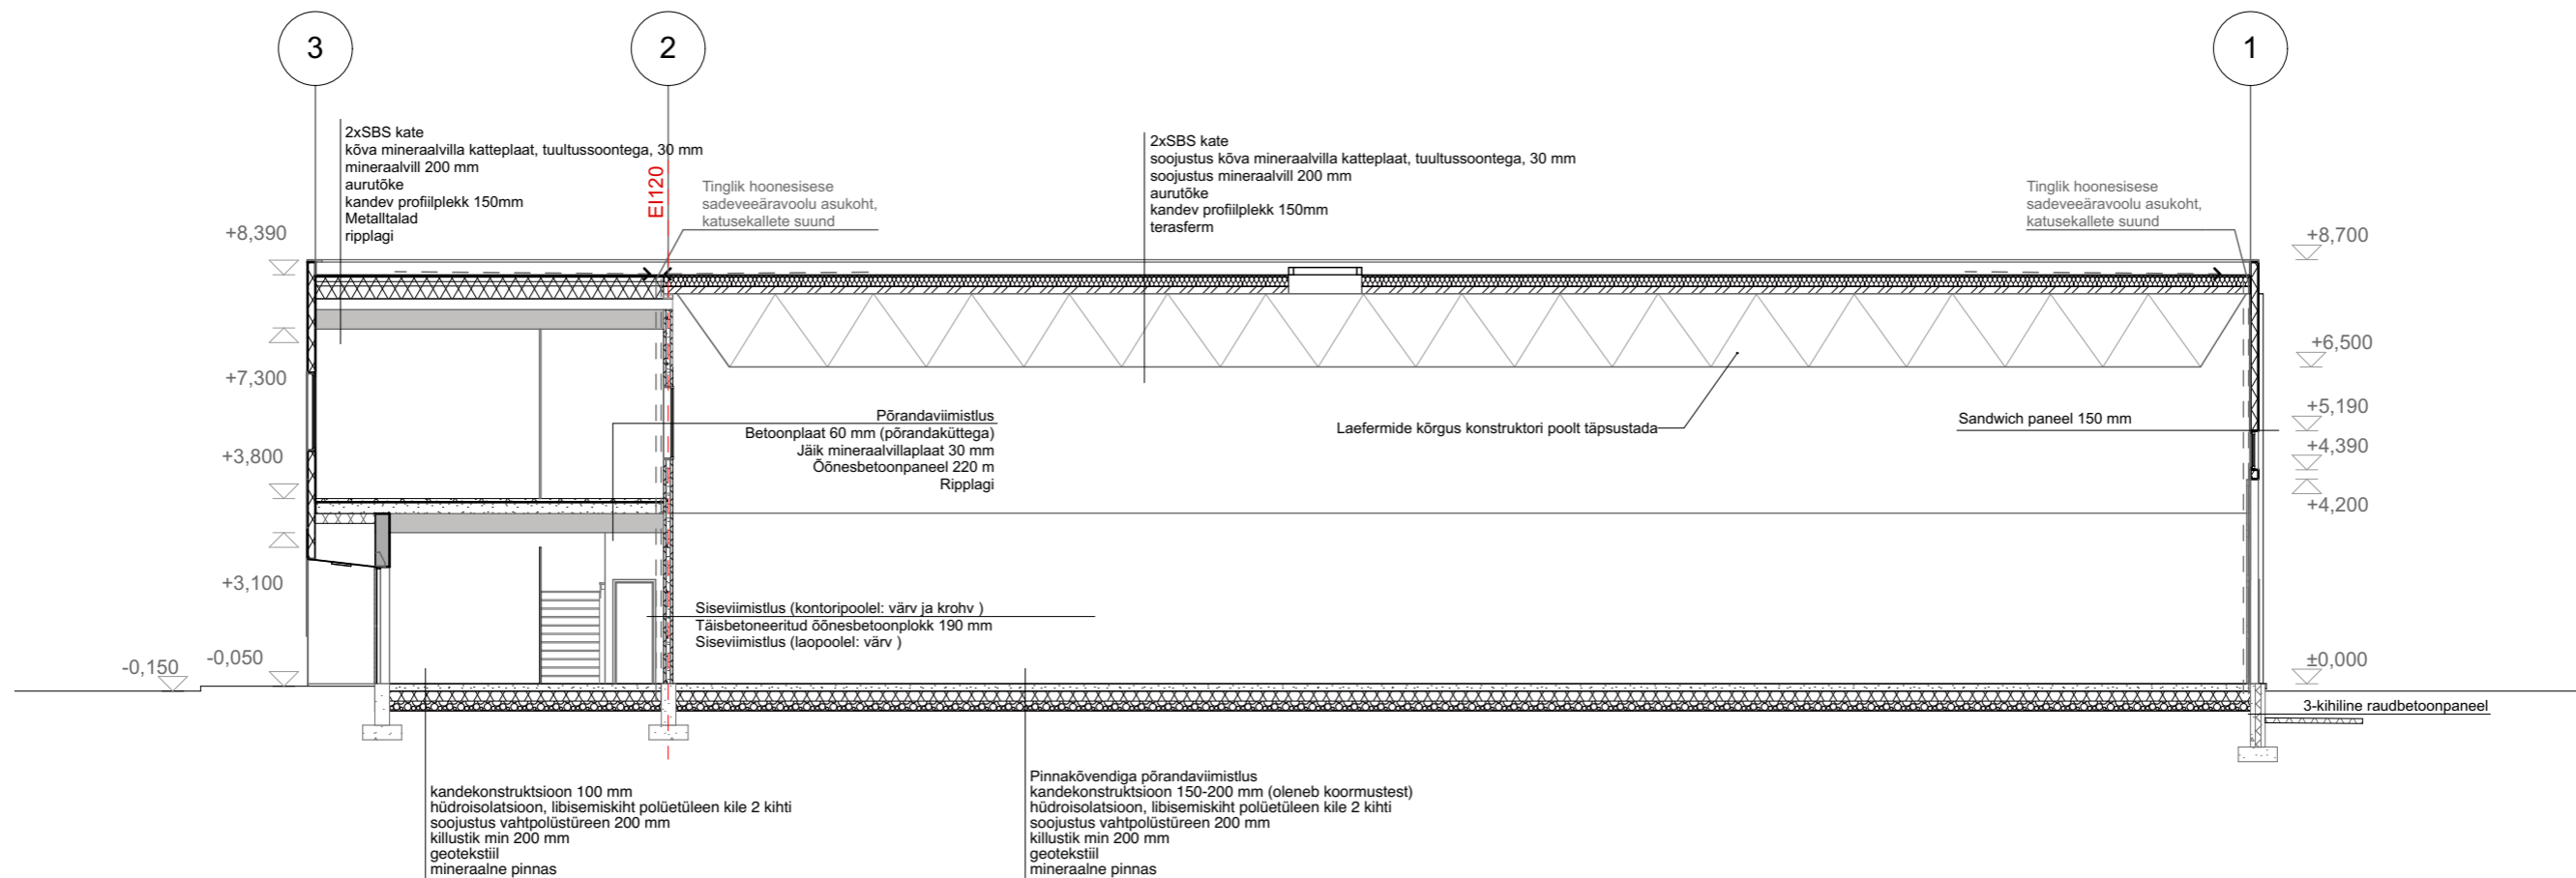 3
2
1
2xSBS kate
kõva mineraalvilla katteplaat, tuultussoontega, 30 mm
mineraalvill 200 mm
aurutõke
kandev profiilplekk 150mm
Metalltalad
ripplagi
EI120
Tinglik hoonesisese
sadeveeäravoolu asukoht,
katusekallete suund
2xSBS kate
soojustus kõva mineraalvilla katteplaat, tuultussoontega, 30 mm
soojustus mineraalvill 200 mm
aurutõke
kandev profiilplekk 150mm
terasferm
Tinglik hoonesisese
sadeveeäravoolu asukoht,
katusekallete suund
+8,390
+8,700
+6,500
+7,300
+5,190
Põrandaviimistlus
Betoonplaat 60 mm (põrandaküttega)
Jäik mineraalvillaplaat 30 mm
Õõnesbetoonpaneel 220 m
Ripplagi
Laefermide kõrgus konstruktori poolt täpsustada
Sandwich paneel 150 mm
+4,390
+3,800
+4,200
+3,100
Siseviimistlus (kontoripoolel: värv ja krohv )
Täisbetoneeritud õõnesbetoonplokk 190 mm
Siseviimistlus (laopoolel: värv )
-0,150
-0,050
±0,000
3-kihiline raudbetoonpaneel
kandekonstruktsioon 100 mm
hüdroisolatsioon, libisemiskiht polüetüleen kile 2 kihti
soojustus vahtpolüstüreen 200 mm
killustik min 200 mm
geotekstiil
mineraalne pinnas
Pinnakõvendiga põrandaviimistlus
kandekonstruktsioon 150-200 mm (oleneb koormustest)
hüdroisolatsioon, libisemiskiht polüetüleen kile 2 kihti
soojustus vahtpolüstüreen 200 mm
killustik min 200 mm
geotekstiil
mineraalne pinnas